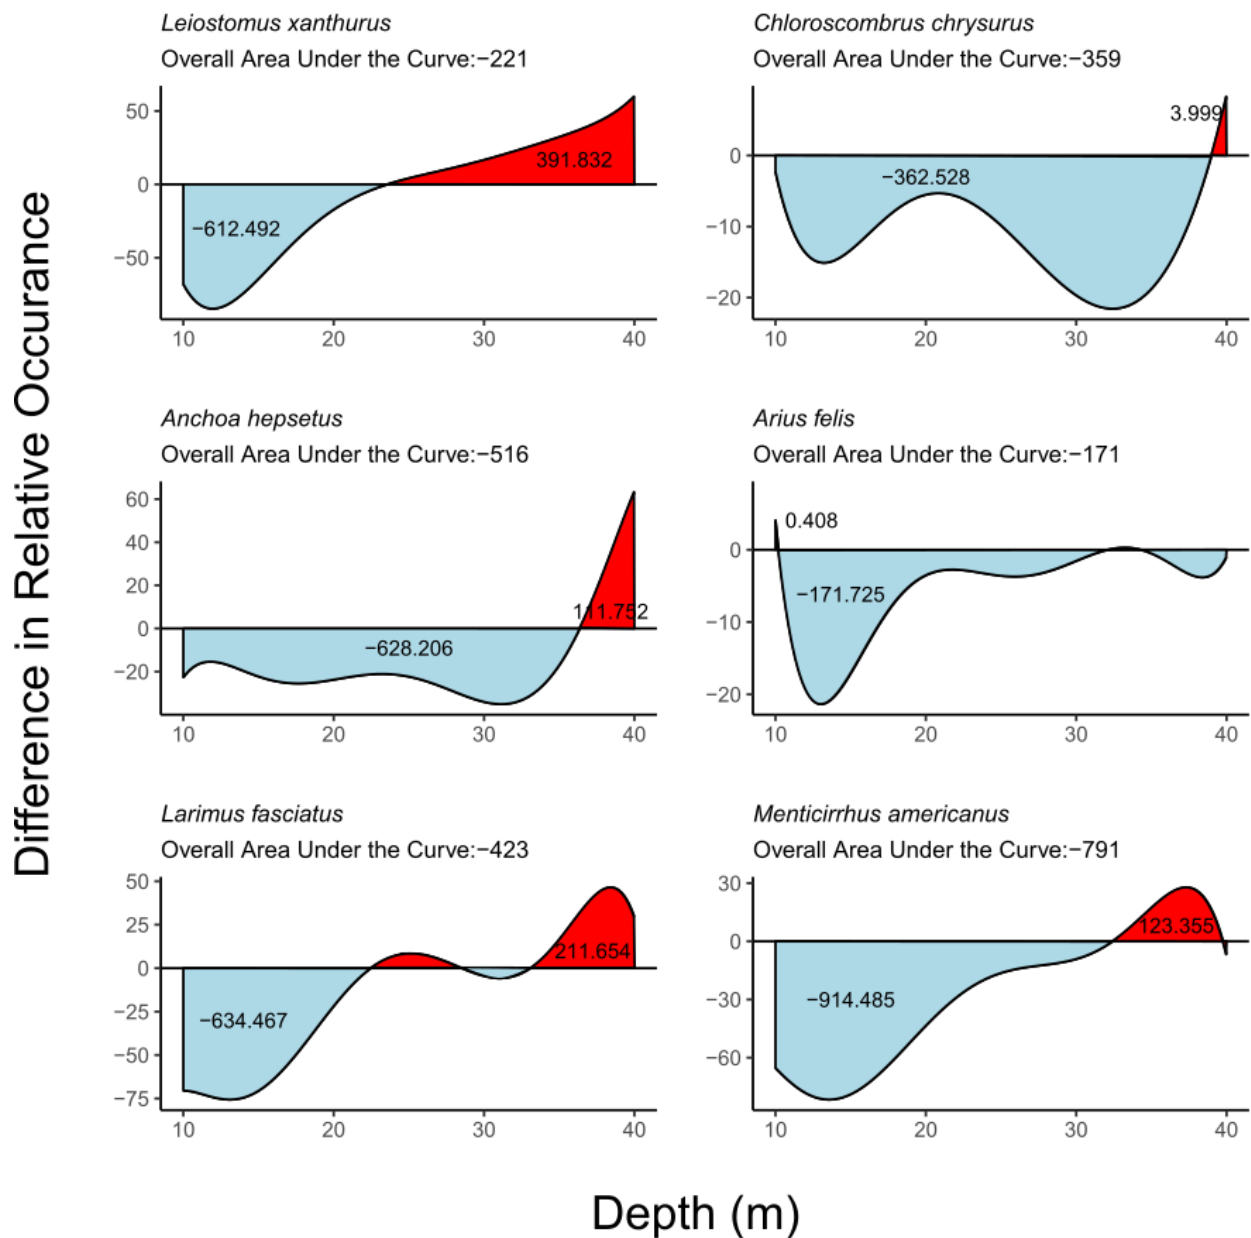 Difference in Relative Occurance
Leiostomus xanthurus
Overall Area Under the Curve:−221
50
0
−50
391.832
−612.492
10 20 30 40
Chloroscombrus chrysurus
Overall Area Under the Curve:−359
0
−10
−20
3.999
−362.528
10 20 30 40
Anchoa hepsetus
Overall Area Under the Curve:−516
60
40
20
0
−20
111.752
−628.206
10 20 30 40
Arius felis
Overall Area Under the Curve:−171
0
−10
−20
0.408
−171.725
10 20 30 40
Larimus fasciatus
Overall Area Under the Curve:−423
50
25
0
−25
−50
−75
211.654
−634.467
10 20 30 40
Menticirrhus americanus
Overall Area Under the Curve:−791
30
0
−30
−60
123.355
−914.485
10 20 30 40
Depth (m)